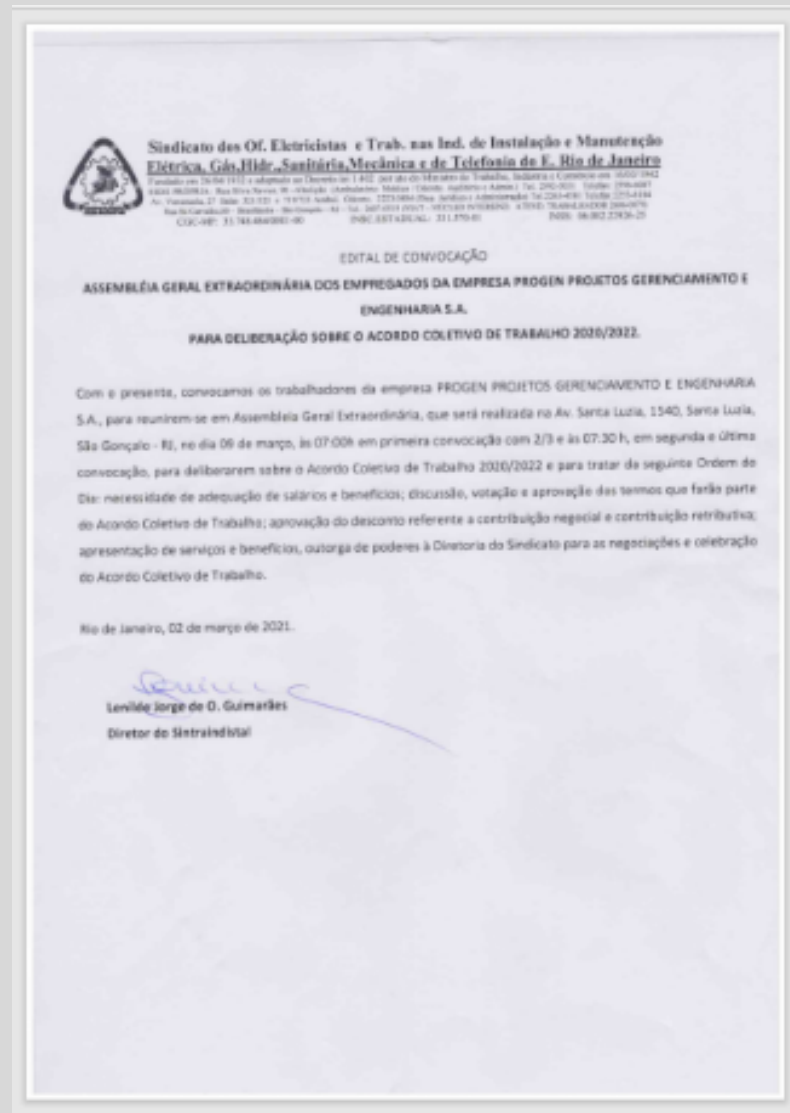 Sindicato dos Of. Eletricistas e Trab. nas Ind. de Instalação e Manutenção
Elétrica, Gás,Hidr.,Sanitária,Mecânica e de Telefonia do E. Rio de Janeiro
EDITAL DE CONVOCAÇÃO
ASSEMBLÉIA GERAL EXTRAORDINÁRIA DOS EMPREGADOS DA EMPRESA PROGEN PROJETOS GERENCIAMENTO E
ENGENHARIA S.A.
PARA DELIBERAÇÃO SOBRE O ACORDO COLETIVO DE TRABALHO 2020/2022.
Com o presente, convocamos os trabalhadores da empresa PROGEN PROJETOS GERENCIAMENTO E ENGENHARIA
S.A., para reunirem-se em Assembleia Geral Extraordinária, que será realizada na Av. Santa Luzia, 1540, Santa Luzia,
São Gonçalo - RJ, no dia 09 de março, às 07:00h em primeira convocação com 2/3 e às 07:30 h, em segunda e última
convocação, para deliberarem sobre o Acordo Coletivo de Trabalho 2020/2022 e para tratar da seguinte Ordem do
Dia: necessidade de adequação de salários e benefícios; discussão, votação e aprovação dos termos que farão parte
do Acordo Coletivo de Trabalho; aprovação do desconto referente a contribuição negocial e contribuição retributiva;
apresentação de serviços e benefícios, outorga de poderes à Diretoria do Sindicato para as negociações e celebração
do Acordo Coletivo de Trabalho.
Rio de Janeiro, 02 de março de 2021.
Lenildo Jorge de O. Guimarães
Diretor do Sintraindistal